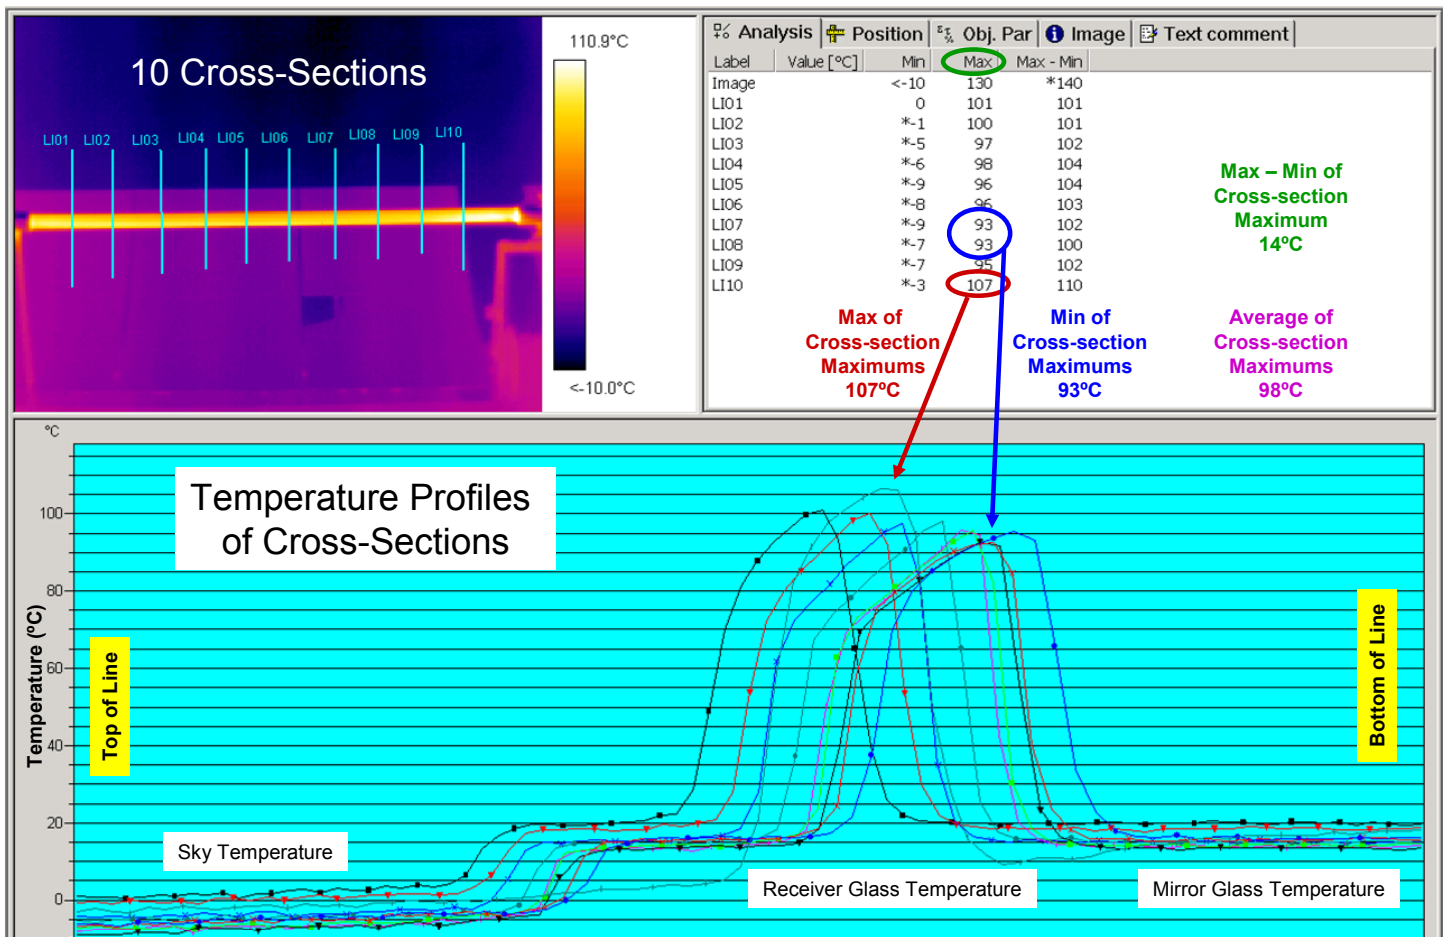 10 Cross-Sections
110.9°C
<-10.0°C
LI01 LI02 LI03 LI04 LI05 LI06 LI07 LI08 LI09 LI10
Analysis Position Obj. Par Image Text comment
Label Value [°C] Min Max Max - Min
Image <-10 130 *140
LI01 0 101 101
LI02 *-1 100 101
LI03 *-5 97 102
LI04 *-6 98 104
LI05 *-9 96 104
LI06 *-8 96 103
LI07 *-9 93 102
LI08 *-7 93 100
LI09 *-7 95 102
LI10 *-3 107 110
Max – Min of
Cross-section
Maximum
14ºC
Max of
Cross-section
Maximums
107ºC
Min of
Cross-section
Maximums
93ºC
Average of
Cross-section
Maximums
98ºC
°C
Temperature Profiles
of Cross-Sections
100
80
60
40
20
0
Temperature (ºC)
Top of Line
Bottom of Line
Sky Temperature
Receiver Glass Temperature
Mirror Glass Temperature